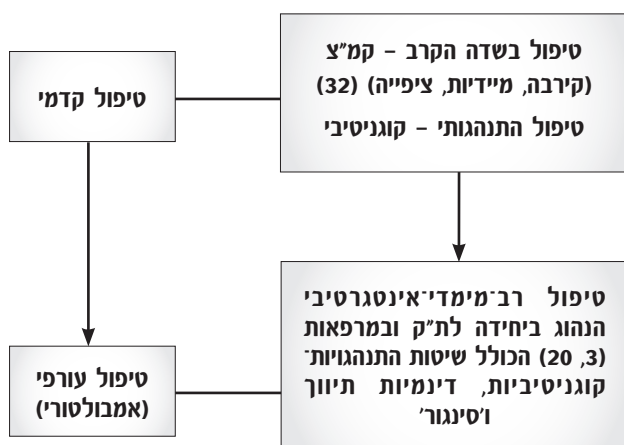 טיפול בשדה הקרב – קמ"צ
(קירבה, מיידיות, ציפייה) (32)
טיפול התנהגותי – קוגניטיבי
טיפול קדמי
טיפול רב־מימדי־אינטגרטיבי
הנהוג ביחידה לת"ק ובמרפאות
(3, 20) הכולל שיטות התנהגויות־
קוגניטיביות, דינמיות תיווך
ו'סינגור'
טיפול עורפי
(אמבולטורי)